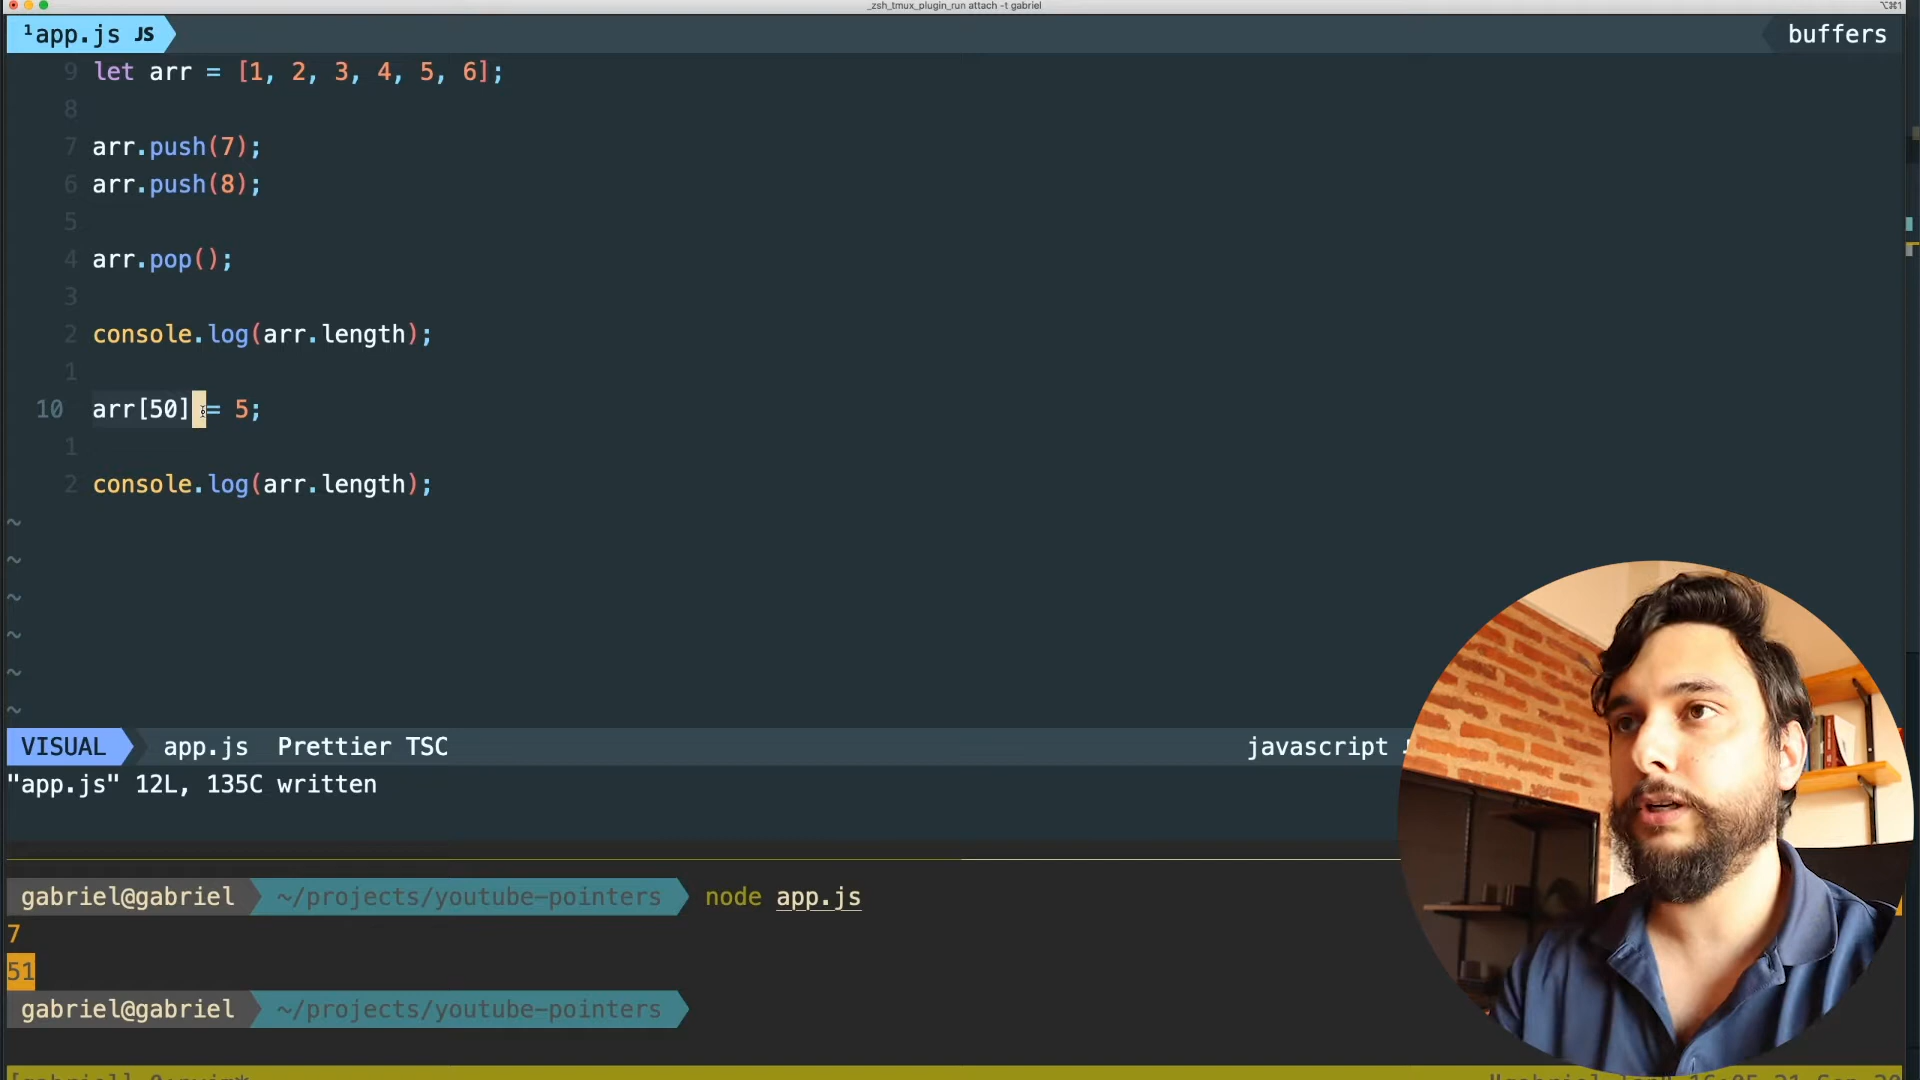 _zsh_tmux_plugin_run attach -t gabriel
⌥⌘1
¹app.js JS
buffers
9 let arr = [1, 2, 3, 4, 5, 6];
8
7 arr.push(7);
6 arr.push(8);
5
4 arr.pop();
3
2 console.log(arr.length);
1
10 arr[50] = 5;
1
2 console.log(arr.length);
~
~
~
~
~
~
VISUAL app.js Prettier TSC
javascript
"app.js" 12L, 135C written
gabriel@gabriel ~/projects/youtube-pointers node app.js
7
51
gabriel@gabriel ~/projects/youtube-pointers